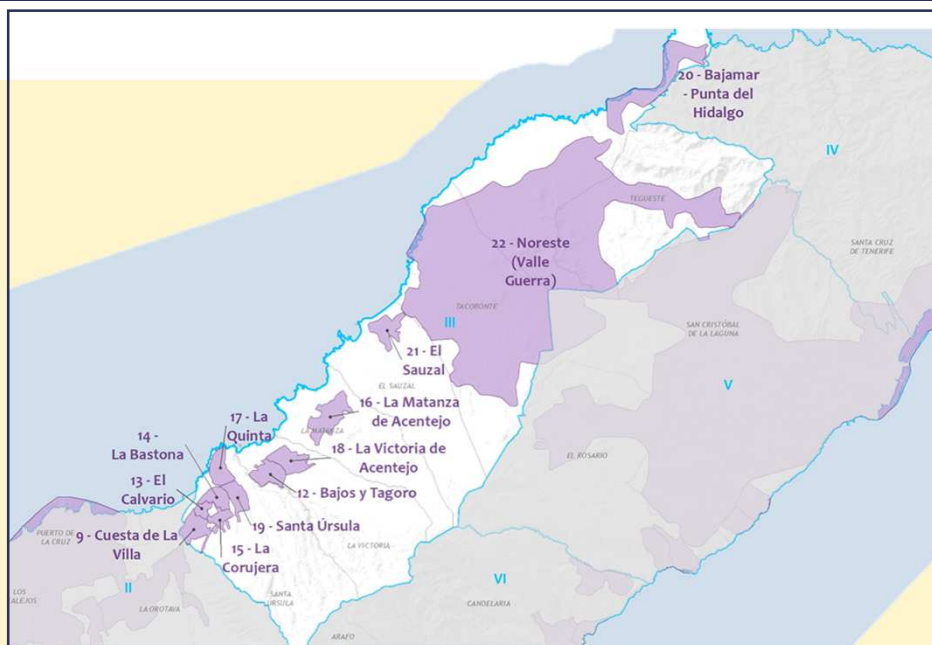 20 - Bajamar
- Punta del
Hidalgo
IV
TEGUESTE
SANTA CRUZ
DE TENERIFE
22 - Noreste
(Valle
Guerra)
TACORONTE
III
SAN CRISTÓBAL
DE LA LAGUNA
21 - El
Sauzal
EL SAUZAL
V
16 - La Matanza
de Acentejo
LA MATANZA
17 - La
Quinta
14 -
La Bastona
18 - La Victoria de
Acentejo
EL ROSARIO
13 - El
Calvario
12 - Bajos y Tagoro
PUERTO DE
LA CRUZ
9 - Cuesta de La
Villa
19 - Santa Úrsula
LA VICTORIA
15 - La
Corujera
II
VI
LOS
LA OROTAVA
SANTA
ÚRSULA
CANDELARIA
ARAFO